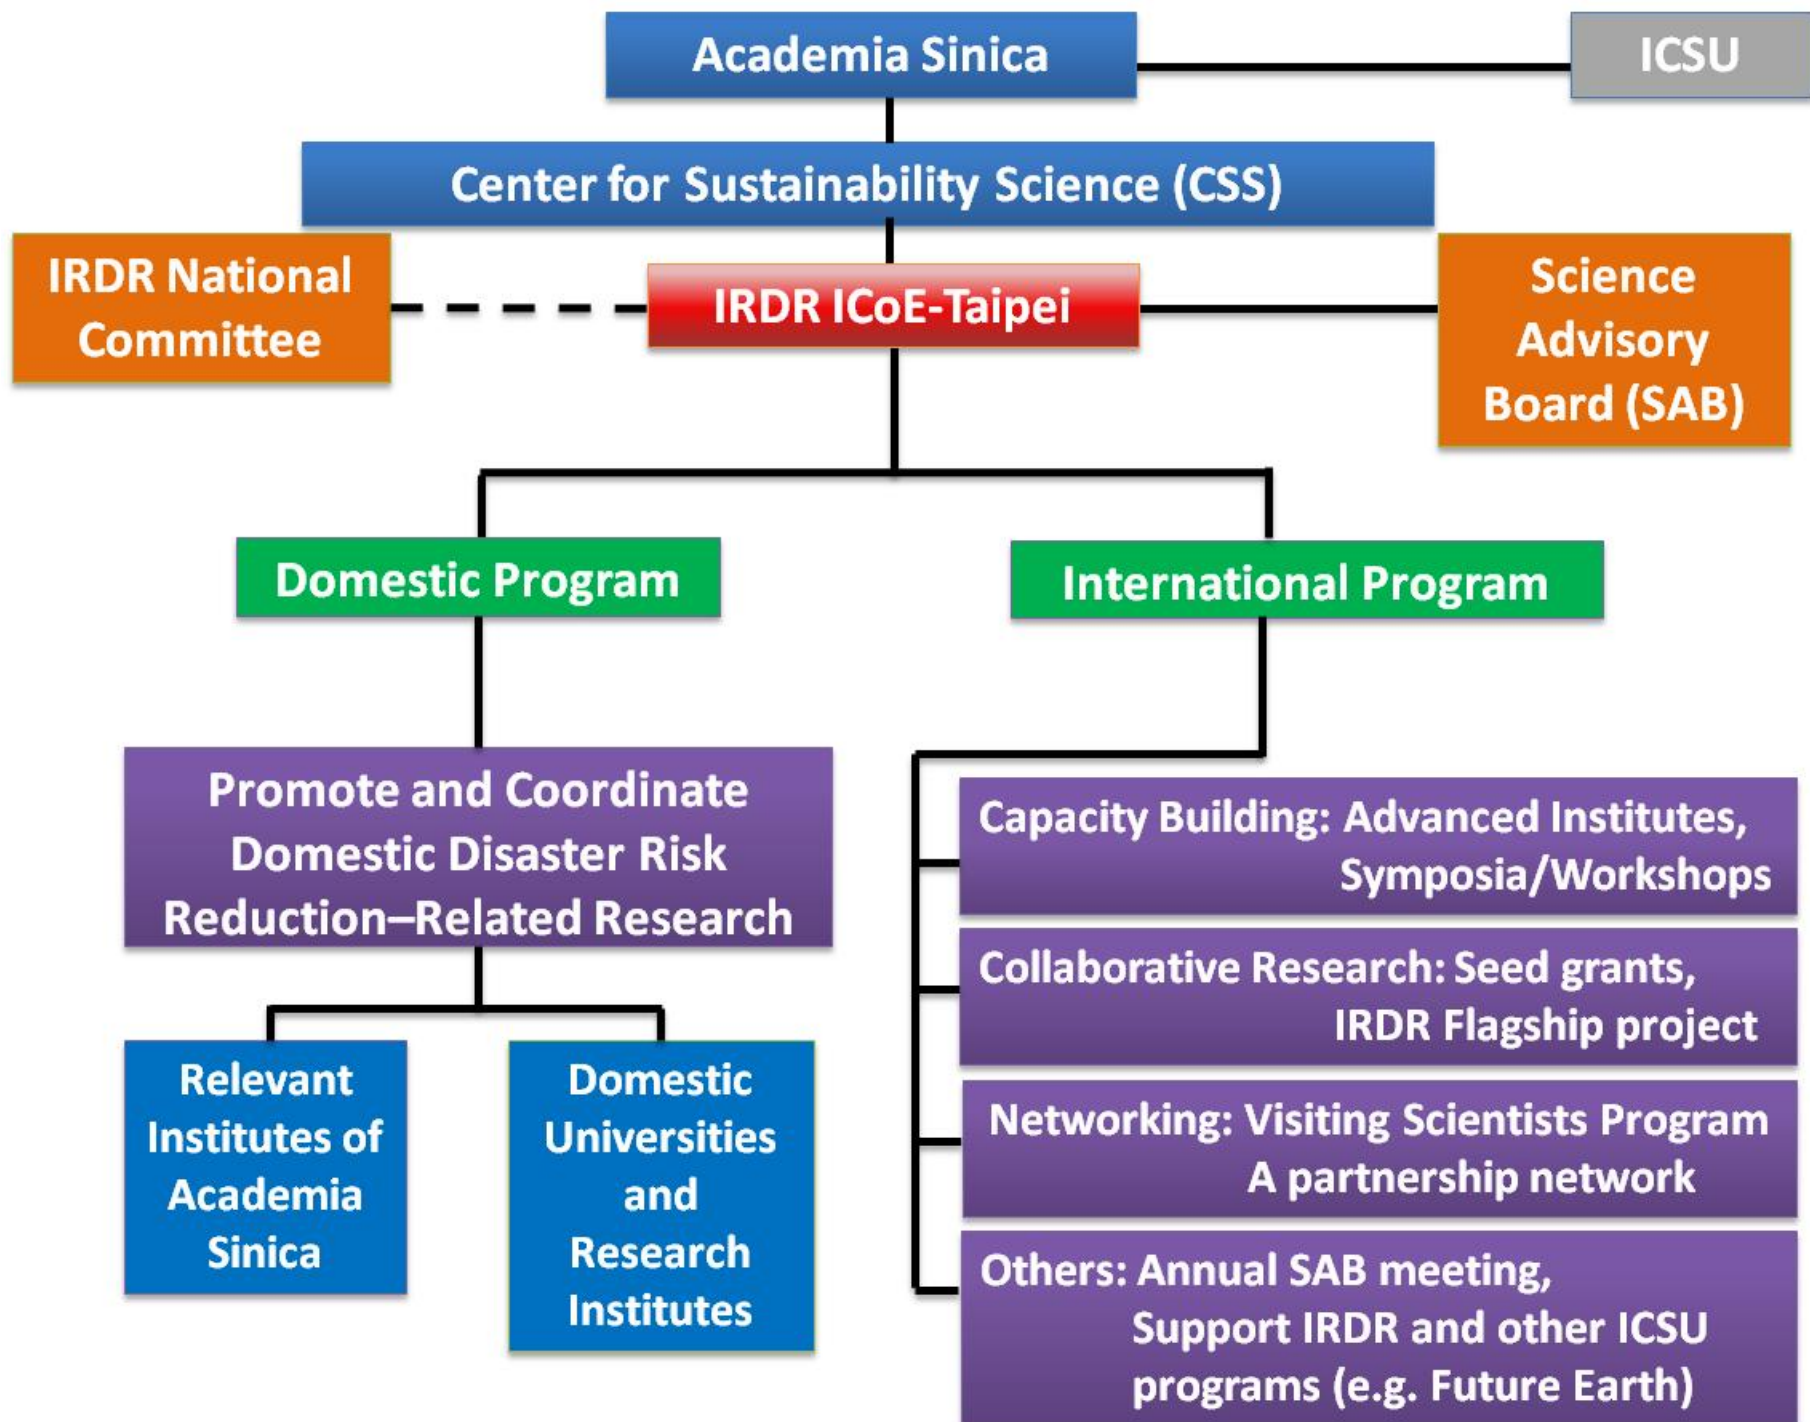 Academia Sinica
ICSU
Center for Sustainability Science (CSS)
IRDR National
Committee
IRDR ICoE-Taipei
Science
Advisory
Board (SAB)
Domestic Program
International Program
Promote and Coordinate
Domestic Disaster Risk
Reduction–Related Research
Relevant
Institutes of
Academia
Sinica
Domestic
Universities
and
Research
Institutes
Capacity Building: Advanced Institutes,
Symposia/Workshops
Collaborative Research: Seed grants,
IRDR Flagship project
Networking: Visiting Scientists Program
A partnership network
Others: Annual SAB meeting,
Support IRDR and other ICSU
programs (e.g. Future Earth)